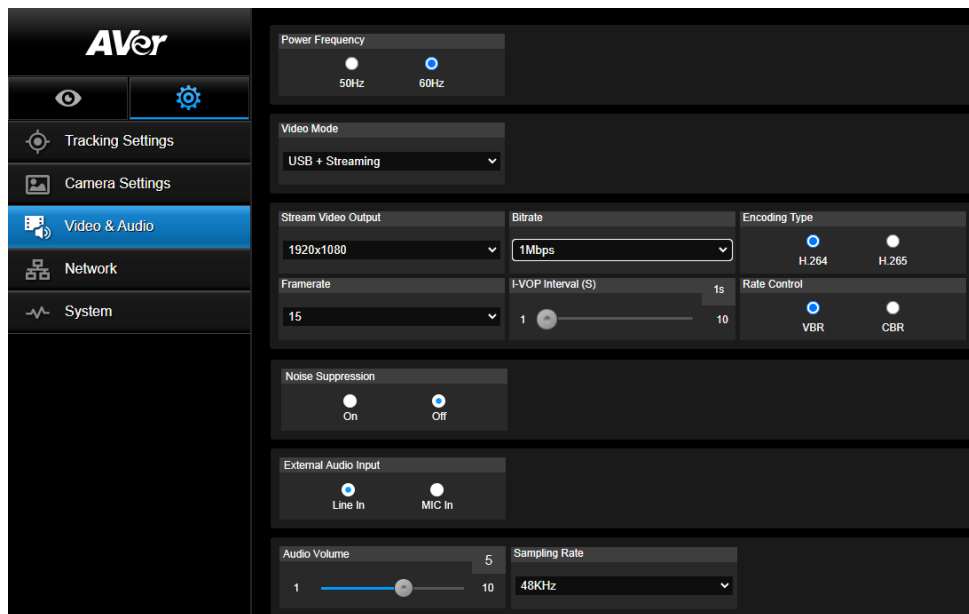 AVer
Tracking Settings
Camera Settings
Video & Audio
Network
System
Power Frequency
50Hz 60Hz
Video Mode
USB + Streaming
Stream Video Output Bitrate Encoding Type
1920x1080 1Mbps H.264 H.265
Framerate I-VOP Interval (S) 1s Rate Control
15 1 10 VBR CBR
Noise Suppression
On Off
External Audio Input
Line In MIC In
Audio Volume 5 Sampling Rate
1 10 48KHz